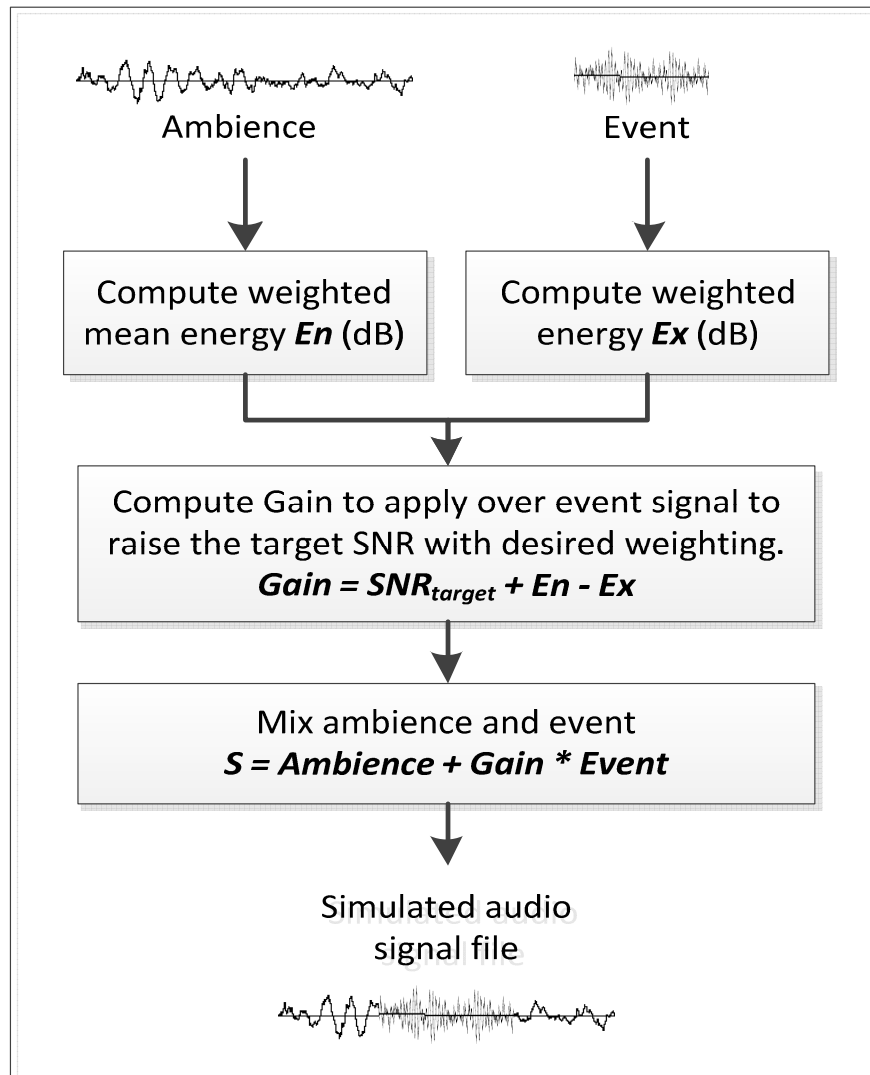 Ambience
Event
Compute weighted
mean energy En (dB)
Compute weighted
energy Ex (dB)
Compute Gain to apply over event signal to
raise the target SNR with desired weighting.
Gain = SNRtarget + En - Ex
Mix ambience and event
S = Ambience + Gain * Event
Simulated audio
signal file